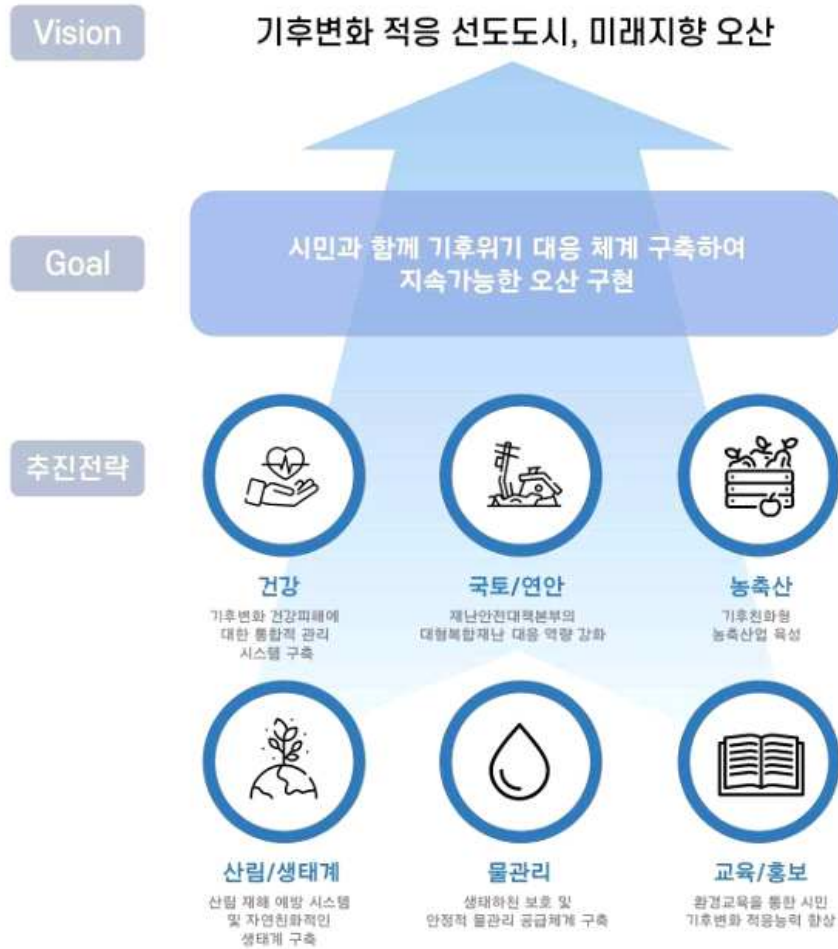 Vision
기후변화 적응 선도도시, 미래지향 오산
Goal
시민과 함께 기후위기 대응 체계 구축하여
지속가능한 오산 구현
추진전략
건강
기후변화 건강피해에
대한 통합적 관리
시스템 구축
국토/연안
재난안전대책본부의
대형복합재난 대응 역량 강화
농축산
기후친화형
농축산업 육성
산림/생태계
산림 재해 예방 시스템
및 자연친화적인
생태계 구축
물관리
생태하천 보호 및
안정적 물관리 공급체계 구축
교육/홍보
환경교육을 통한 시민
기후변화 적응능력 향상